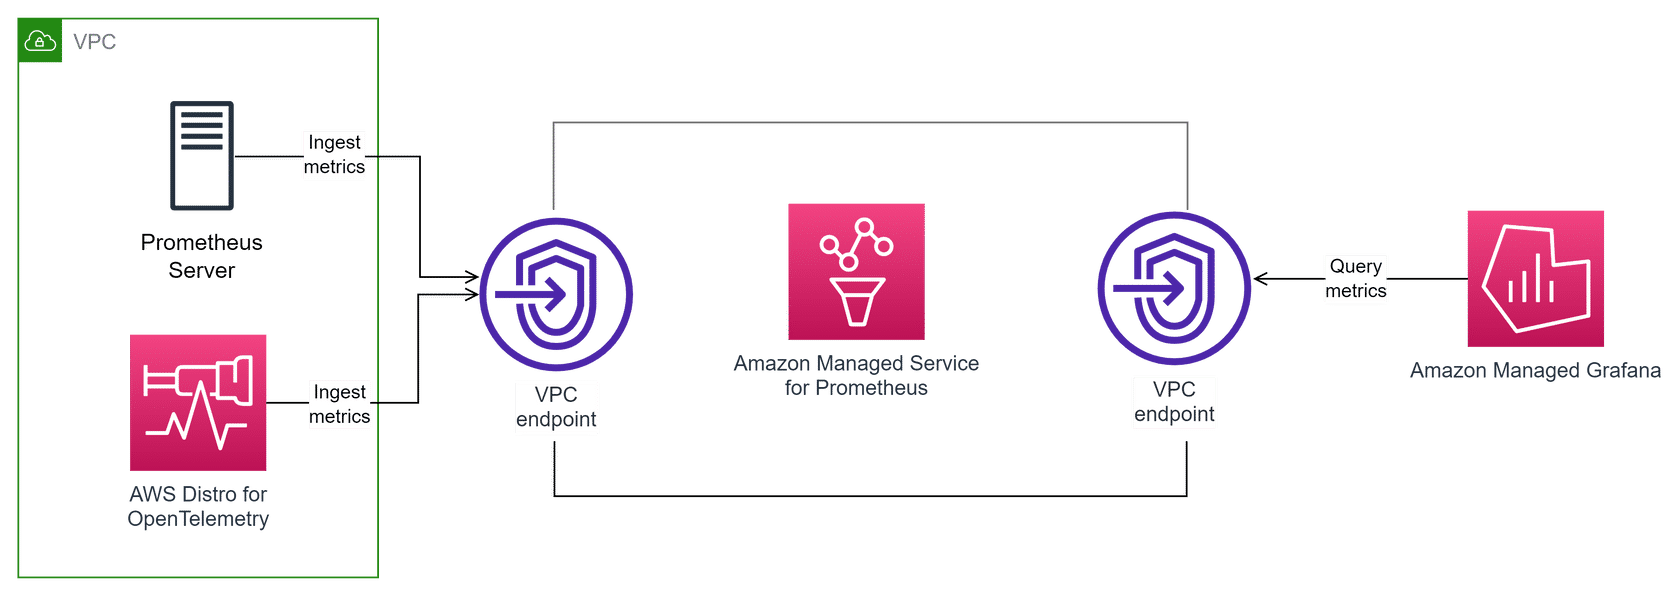 VPC
Ingest
metrics
Prometheus
Server
Ingest
metrics
AWS Distro for
OpenTelemetry
VPC
endpoint
Amazon Managed Service
for Prometheus
VPC
endpoint
Query
metrics
Amazon Managed Grafana